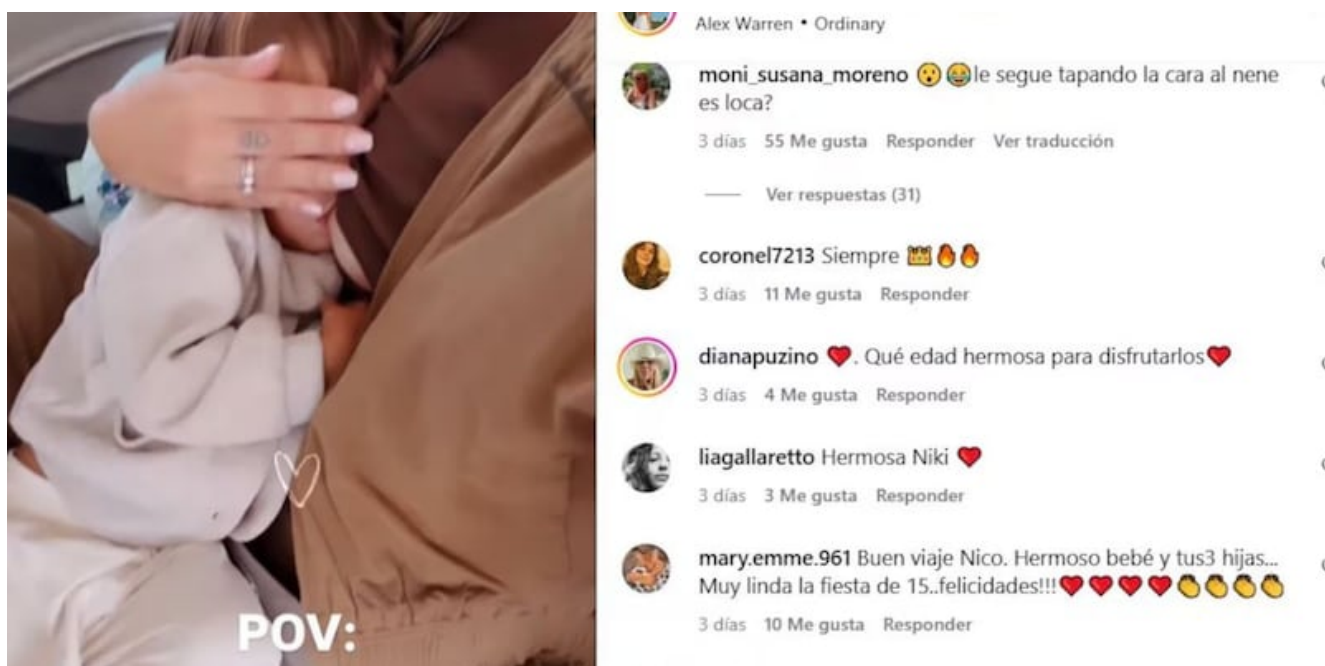 Alex Warren • Ordinary
moni_susana_moreno 😮😂le segue tapando la cara al nene
es loca?
3 días 55 Me gusta Responder Ver traducción
Ver respuestas (31)
coronel7213 Siempre 👑🔥🔥
3 días 11 Me gusta Responder
dianapuzino ❤️. Qué edad hermosa para disfrutarlos❤️
3 días 4 Me gusta Responder
liagallaretto Hermosa Niki ❤️
3 días 3 Me gusta Responder
mary.emme.961 Buen viaje Nico. Hermoso bebé y tus3 hijas...
Muy linda la fiesta de 15..felicidades!!!❤️❤️❤️❤️👏👏👏👏
3 días 10 Me gusta Responder
POV: